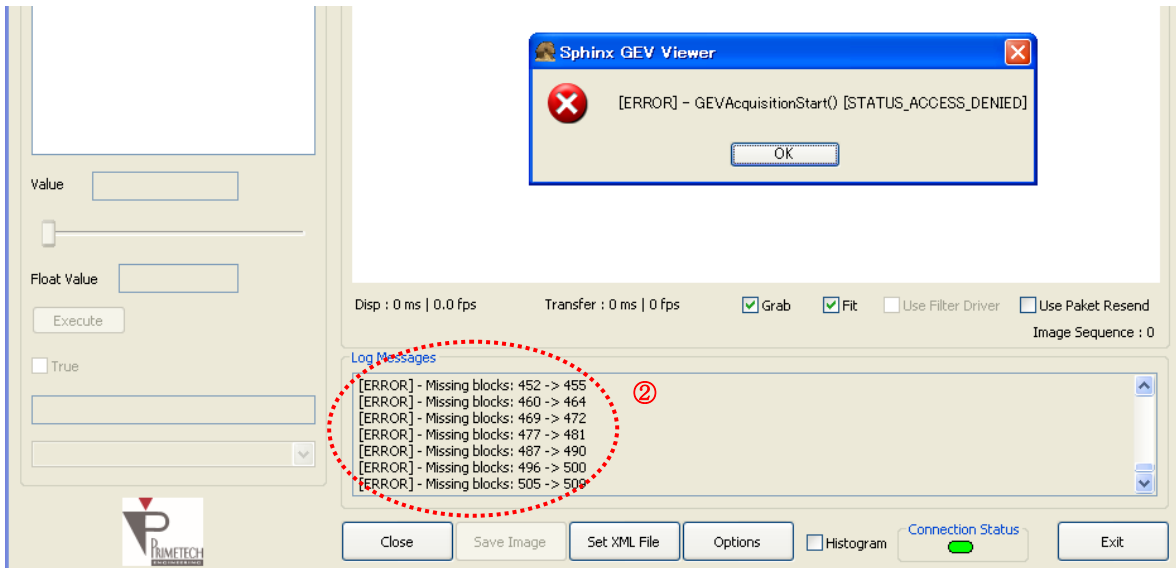 Sphinx GEV Viewer
[ERROR] - GEVAcquisitionStart() [STATUS_ACCESS_DENIED]
OK
Value
Float Value
Execute
True
Disp : 0 ms | 0.0 fps
Transfer : 0 ms | 0 fps
Grab
Fit
Use Filter Driver
Use Paket Resend
Image Sequence : 0
Log Messages
[ERROR] - Missing blocks: 452 -> 455
[ERROR] - Missing blocks: 460 -> 464
[ERROR] - Missing blocks: 469 -> 472
[ERROR] - Missing blocks: 477 -> 481
[ERROR] - Missing blocks: 487 -> 490
[ERROR] - Missing blocks: 496 -> 500
[ERROR] - Missing blocks: 505 -> 509
②
PRIMETECH
ENGINEERING
Close
Save Image
Set XML File
Options
Histogram
Connection Status
Exit